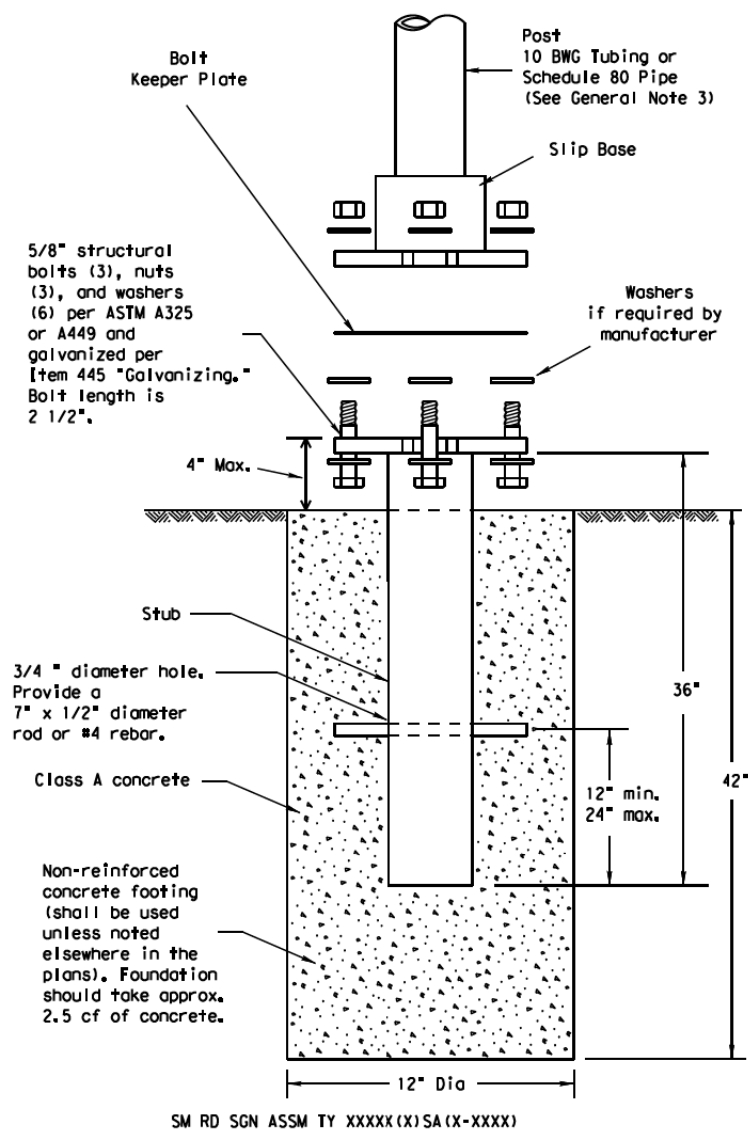 Bolt
Keeper Plate
Post
10 BWG Tubing or
Schedule 80 Pipe
(See General Note 3)
Slip Base
5/8" structural
bolts (3), nuts
(3), and washers
(6) per ASTM A325
or A449 and
galvanized per
Item 445 "Galvanizing."
Bolt length is
2 1/2".
Washers
if required by
manufacturer
4" Max.
Stub
3/4 " diameter hole.
Provide a
7" x 1/2" diameter
rod or #4 rebar.
36"
12" min.
24" max.
42"
Class A concrete
Non-reinforced
concrete footing
(shall be used
unless noted
elsewhere in the
plans). Foundation
should take approx.
2.5 cf of concrete.
12" Dia
SM RD SGN ASSM TY XXXXX(X)SA(X-XXXX)